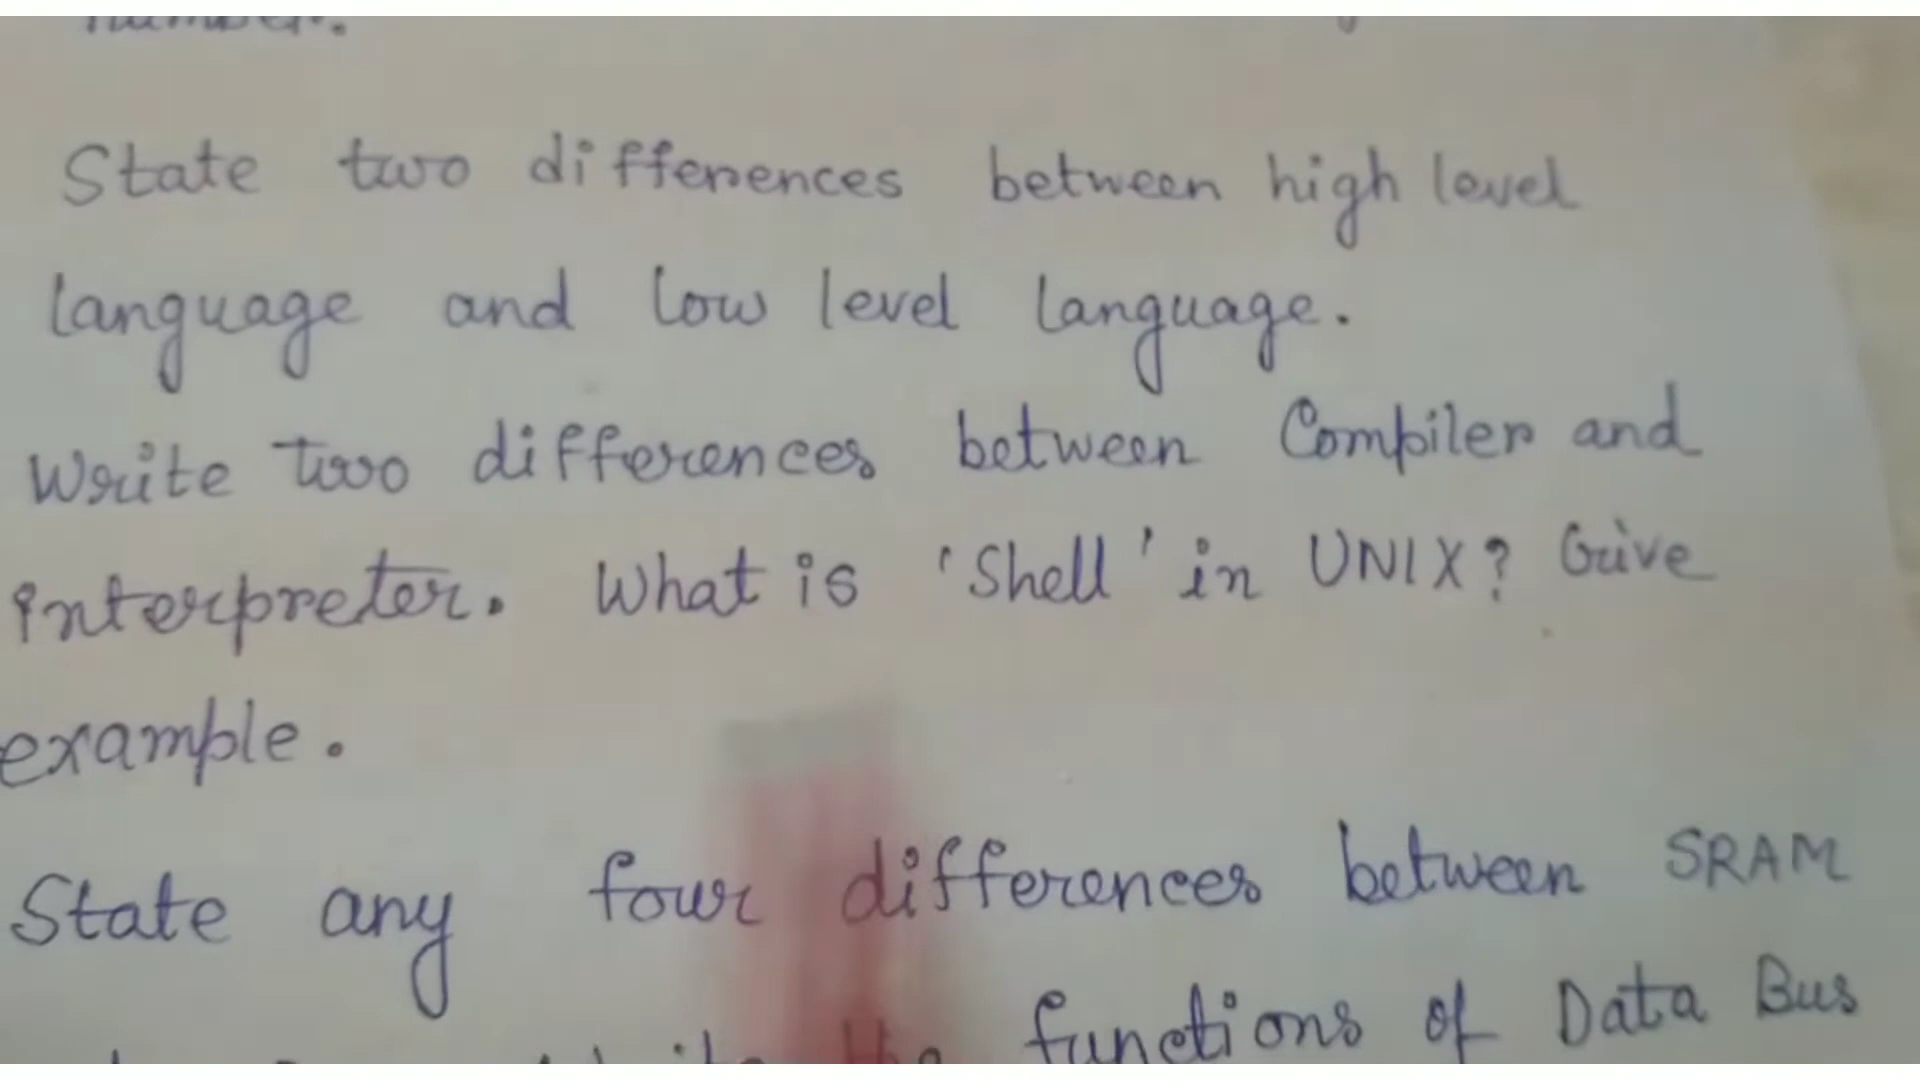 number.
State two differences between high level
language and low level language.
Write two differences between Compiler and
interpreter. What is 'Shell' in UNIX? Give
example.
State any four differences between SRAM
functions of Data Bus